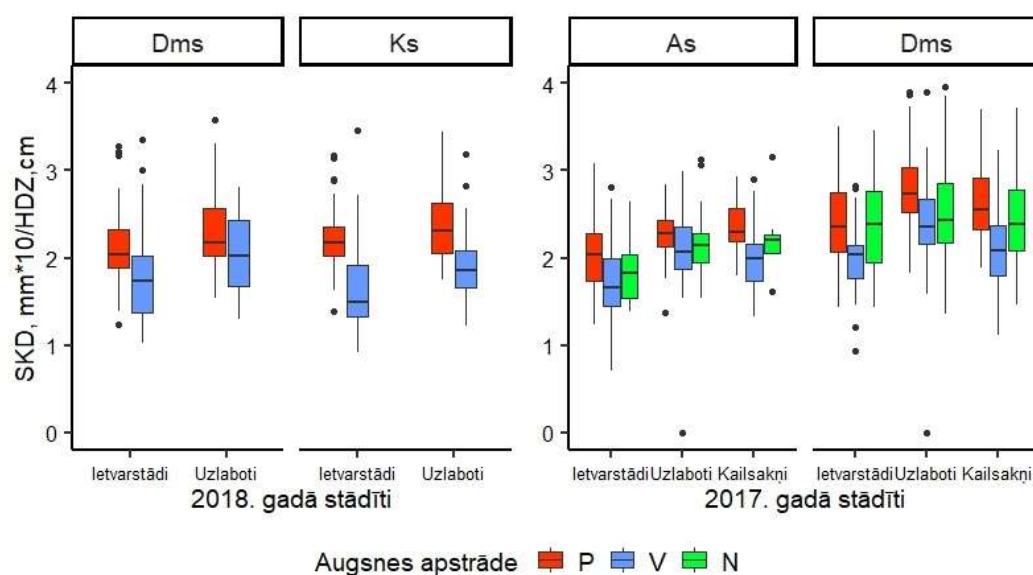 Dms Ks As Dms
SKD, mm*10/HDZ,cm
4
3
2
1
0
4
3
2
1
0
Ietvarstādi Uzlaboti Ietvarstādi Uzlaboti Ietvarstādi Uzlaboti Kailsakņi Ietvarstādi Uzlaboti Kailsakņi
2018. gadā stādīti 2017. gadā stādīti
Augsnes apstrāde P V N